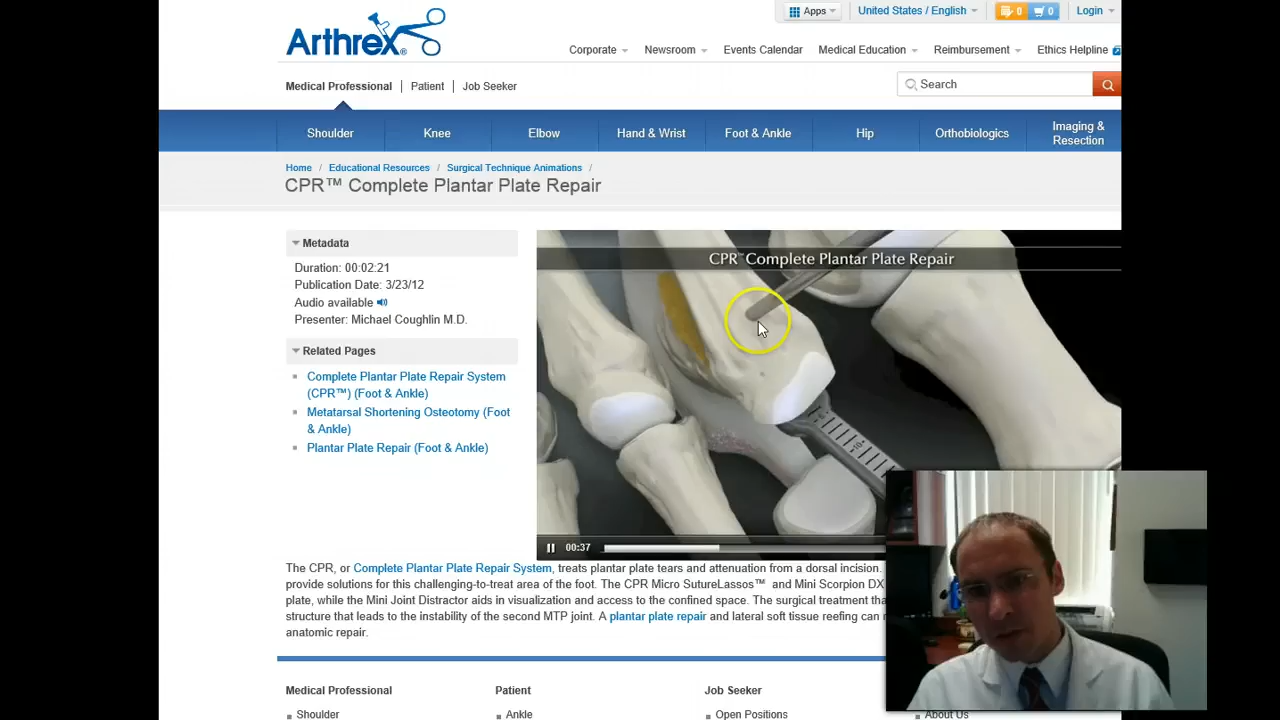 Apps
United States / English
0
0
Login
Arthrex
Corporate
Newsroom
Events Calendar
Medical Education
Reimbursement
Ethics Helpline
Medical Professional | Patient | Job Seeker
Search
Shoulder
Knee
Elbow
Hand & Wrist
Foot & Ankle
Hip
Orthobiologics
Imaging &
Resection
Home / Educational Resources / Surgical Technique Animations /
CPR™ Complete Plantar Plate Repair
Metadata
Duration: 00:02:21
Publication Date: 3/23/12
Audio available
Presenter: Michael Coughlin M.D.
Related Pages
Complete Plantar Plate Repair System
(CPR™) (Foot & Ankle)
Metatarsal Shortening Osteotomy (Foot
& Ankle)
Plantar Plate Repair (Foot & Ankle)
CPR™ Complete Plantar Plate Repair
00:37
The CPR, or Complete Plantar Plate Repair System, treats plantar plate tears and attenuation from a dorsal incision.
provide solutions for this challenging-to-treat area of the foot. The CPR Micro SutureLassos™ and Mini Scorpion DX
plate, while the Mini Joint Distractor aids in visualization and access to the confined space. The surgical treatment
structure that leads to the instability of the second MTP joint. A plantar plate repair and lateral soft tissue reefing can
anatomic repair.
Medical Professional
Patient
Job Seeker
Shoulder
Ankle
Open Positions
About Us